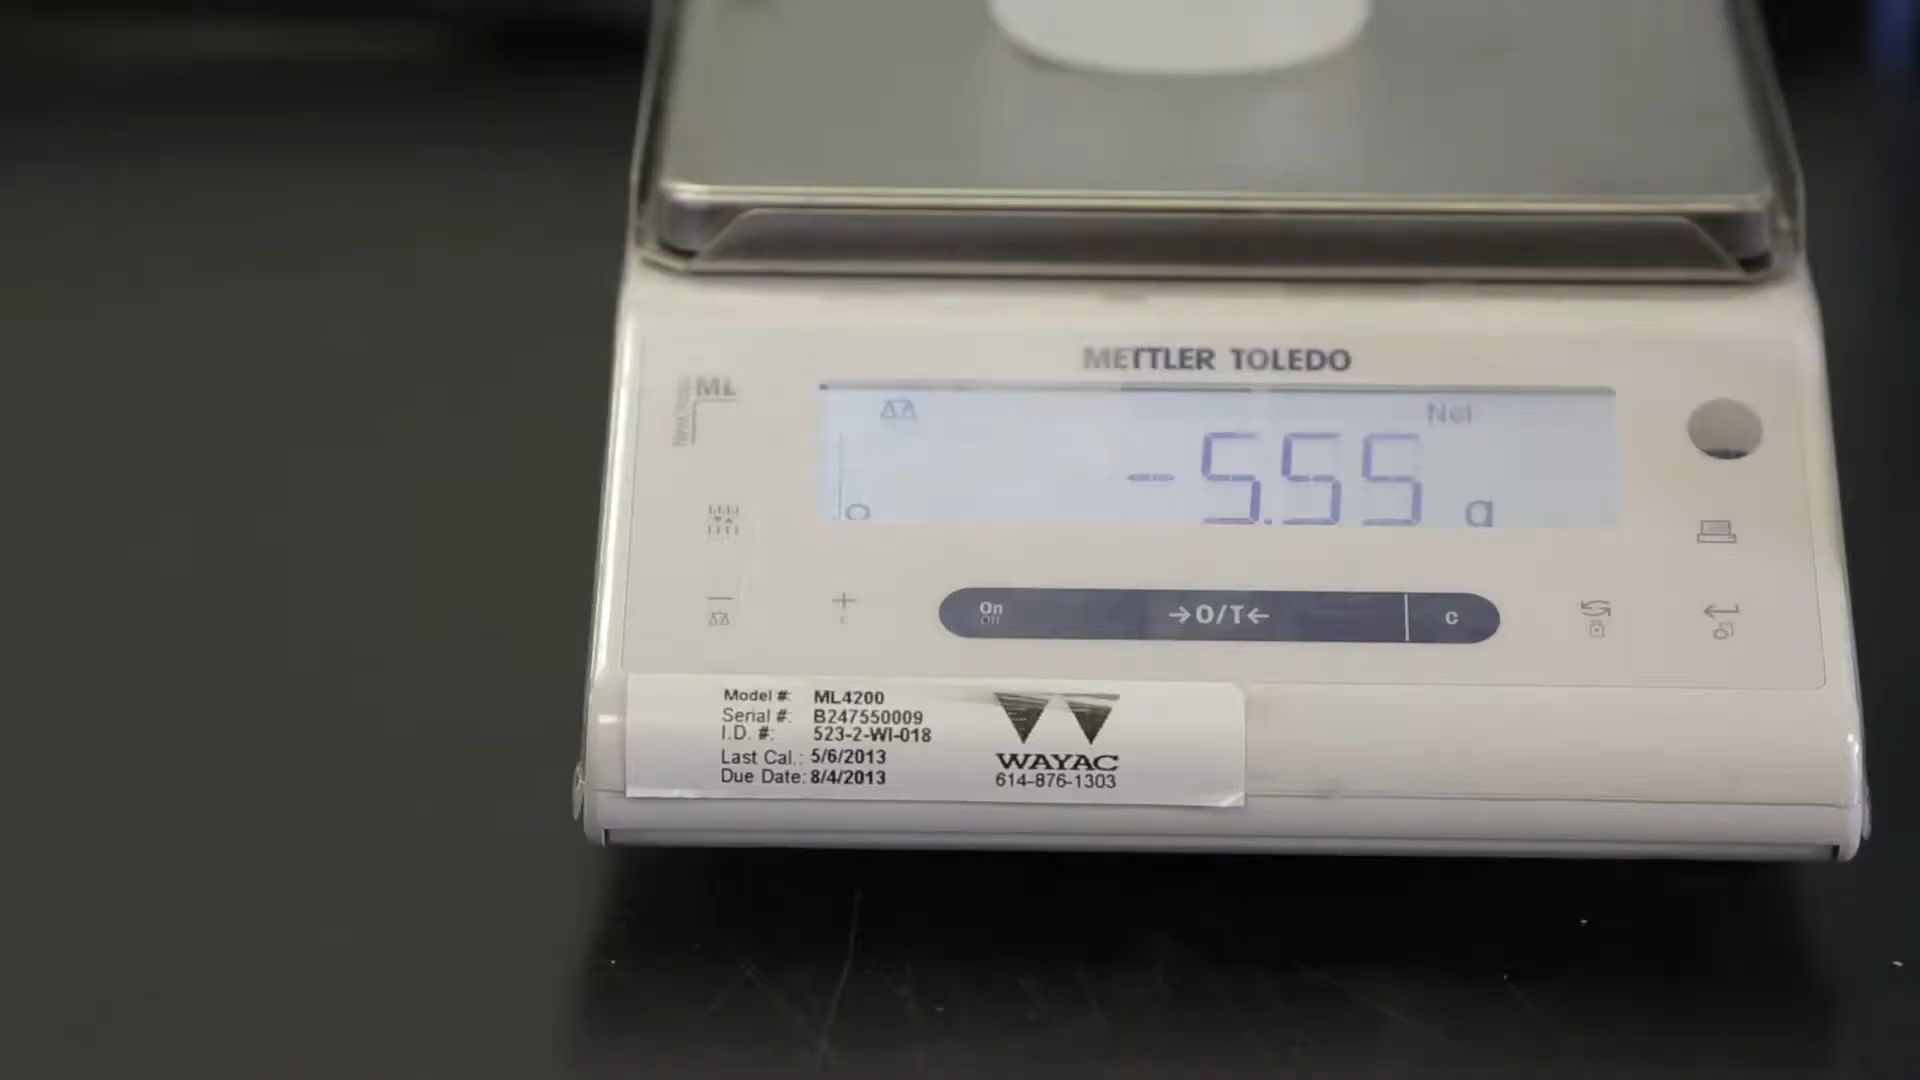 METTLER TOLEDO
ML
Net
-5.55 g
On
Off
→O/T←
C
Model #: ML4200
Serial #: B247550009
I.D. #: 523-2-WI-018
Last Cal.: 5/6/2013
Due Date: 8/4/2013
WAYAC
614-876-1303